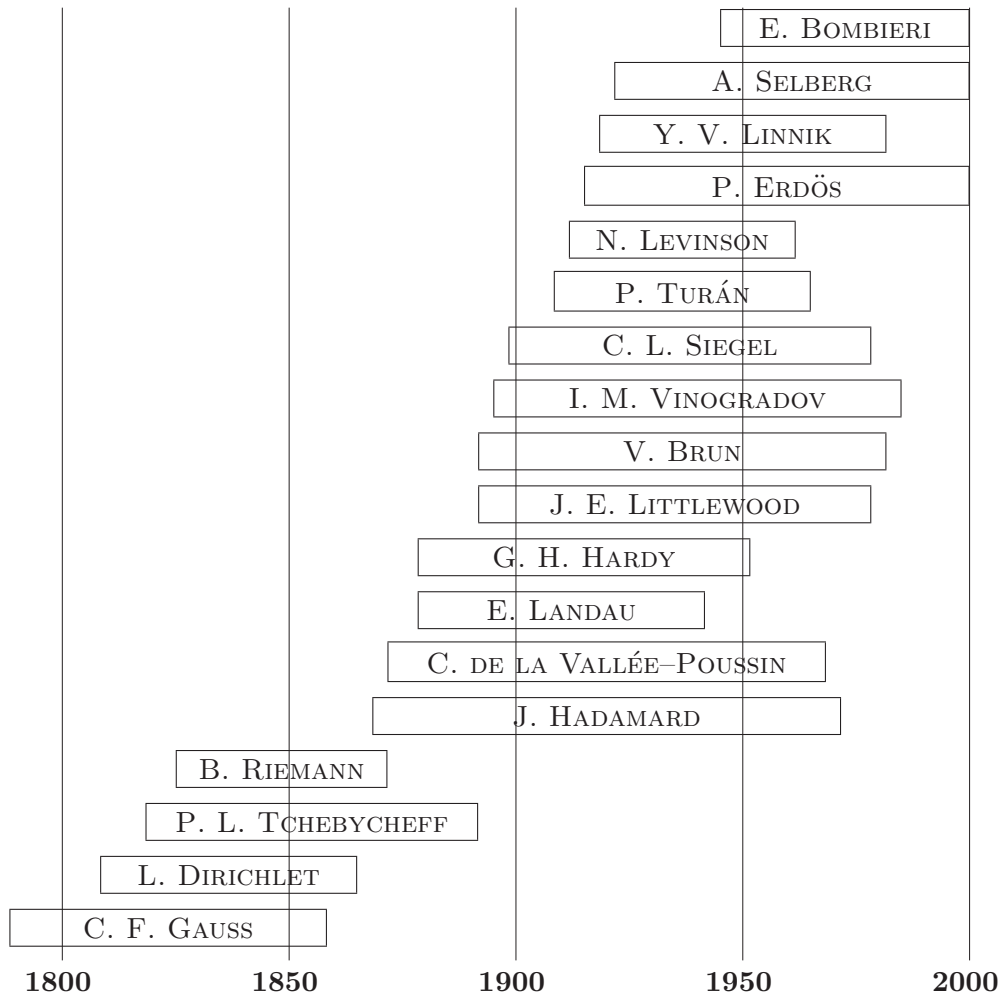 E. BOMBIERI
A. SELBERG
Y. V. LINNIK
P. ERDÖS
N. LEVINSON
P. TURÁN
C. L. SIEGEL
I. M. VINOGRADOV
V. BRUN
J. E. LITTLEWOOD
G. H. HARDY
E. LANDAU
C. DE LA VALLÉE–POUSSIN
J. HADAMARD
B. RIEMANN
P. L. TCHEBYCHEFF
L. DIRICHLET
C. F. GAUSS
1800 1850 1900 1950 2000